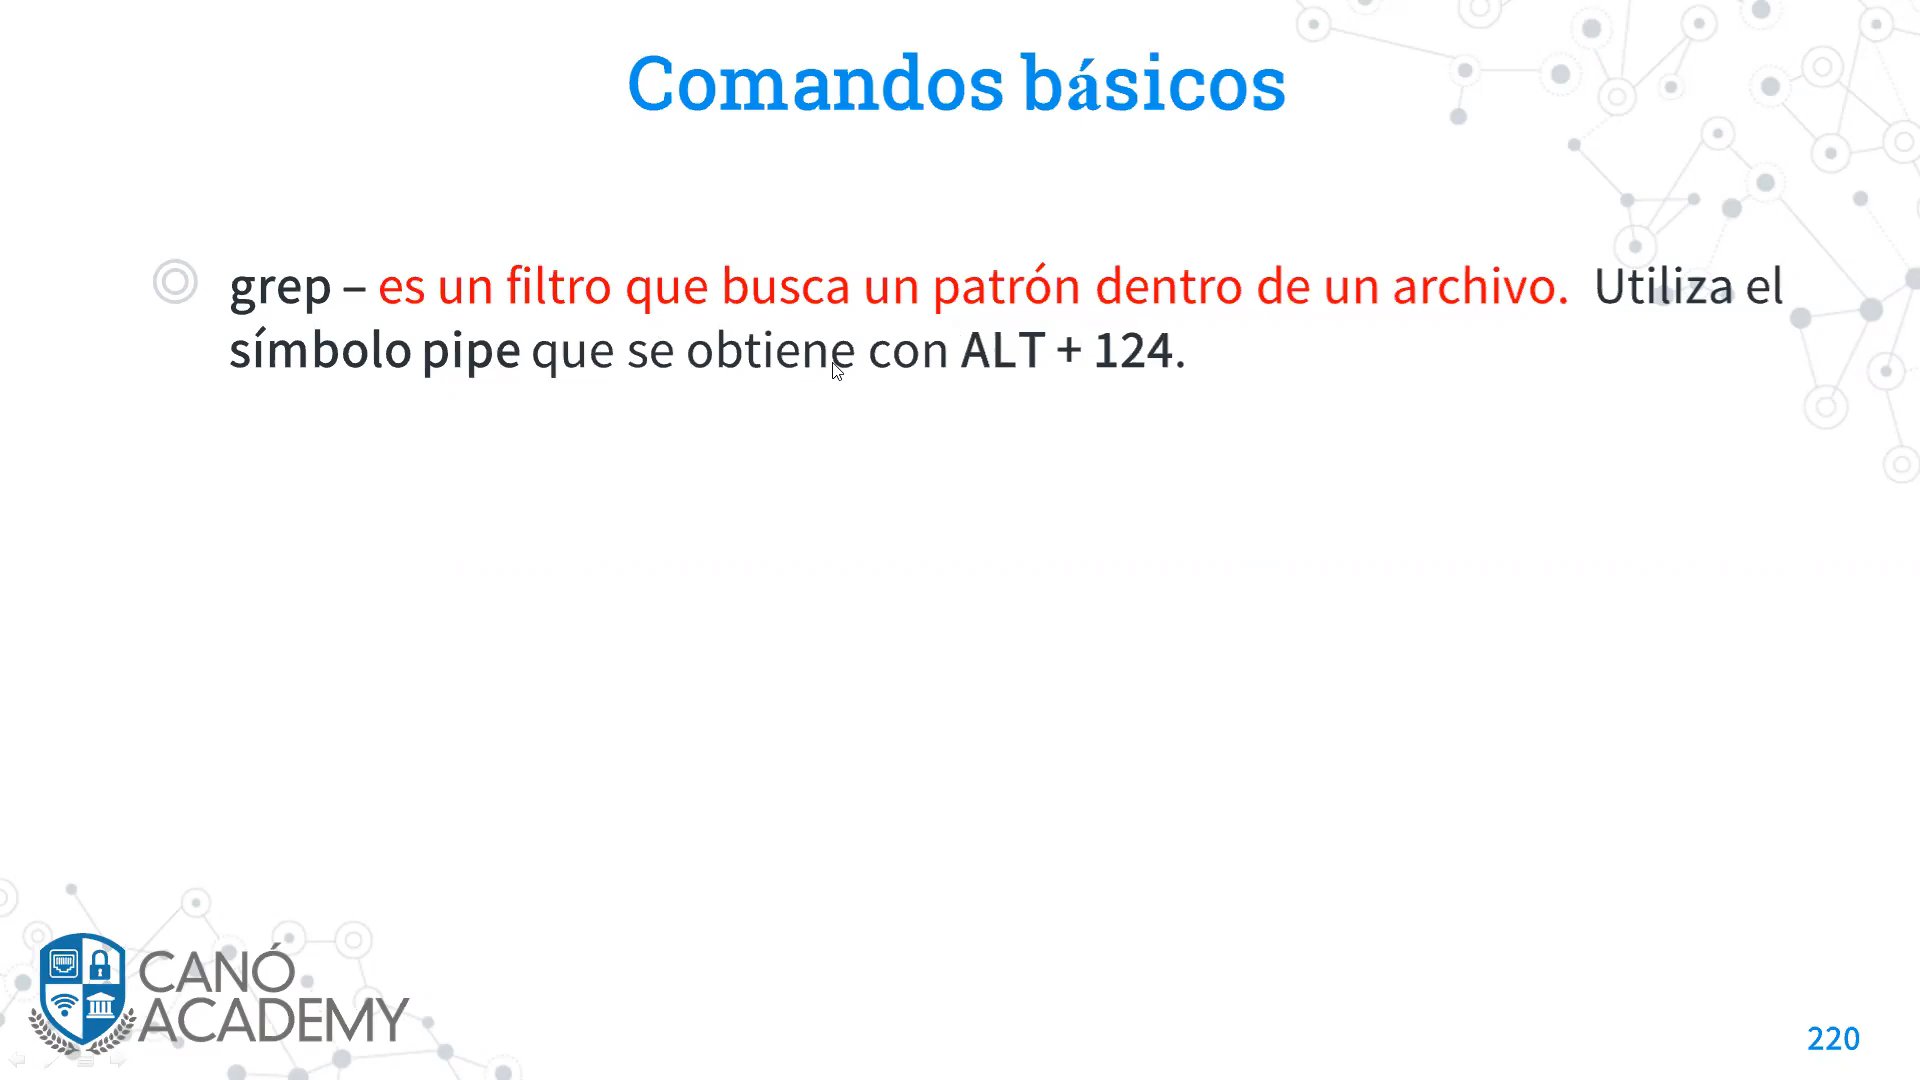 Comandos básicos
grep – es un filtro que busca un patrón dentro de un archivo. Utiliza el
símbolo pipe que se obtiene con ALT + 124.
CANÓ
ACADEMY
220